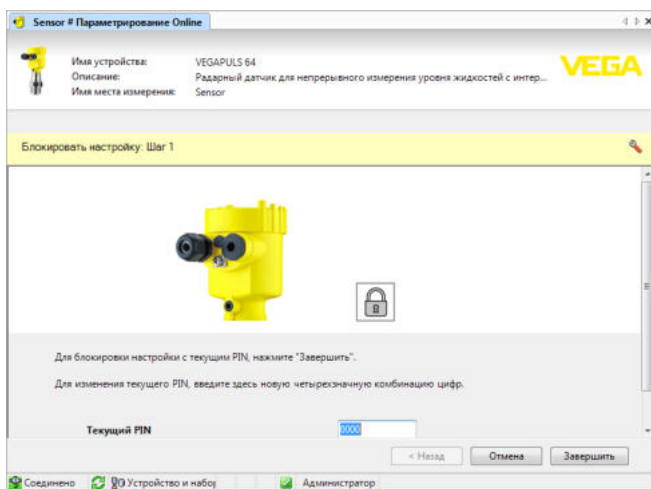 Sensor # Параметрирование Online
Имя устройства: VEGAPULS 64
Описание: Радарный датчик для непрерывного измерения уровня жидкостей с интер...
Имя места измерения: Sensor
VEGA
Блокировать настройку: Шаг 1
Для блокировки настройки с текущим PIN, нажмите "Завершить".
Для изменения текущего PIN, введите здесь новую четырехзначную комбинацию цифр.
Текущий PIN 0000
< Назад Отмена Завершить
Соединено Устройство и набор Администратор